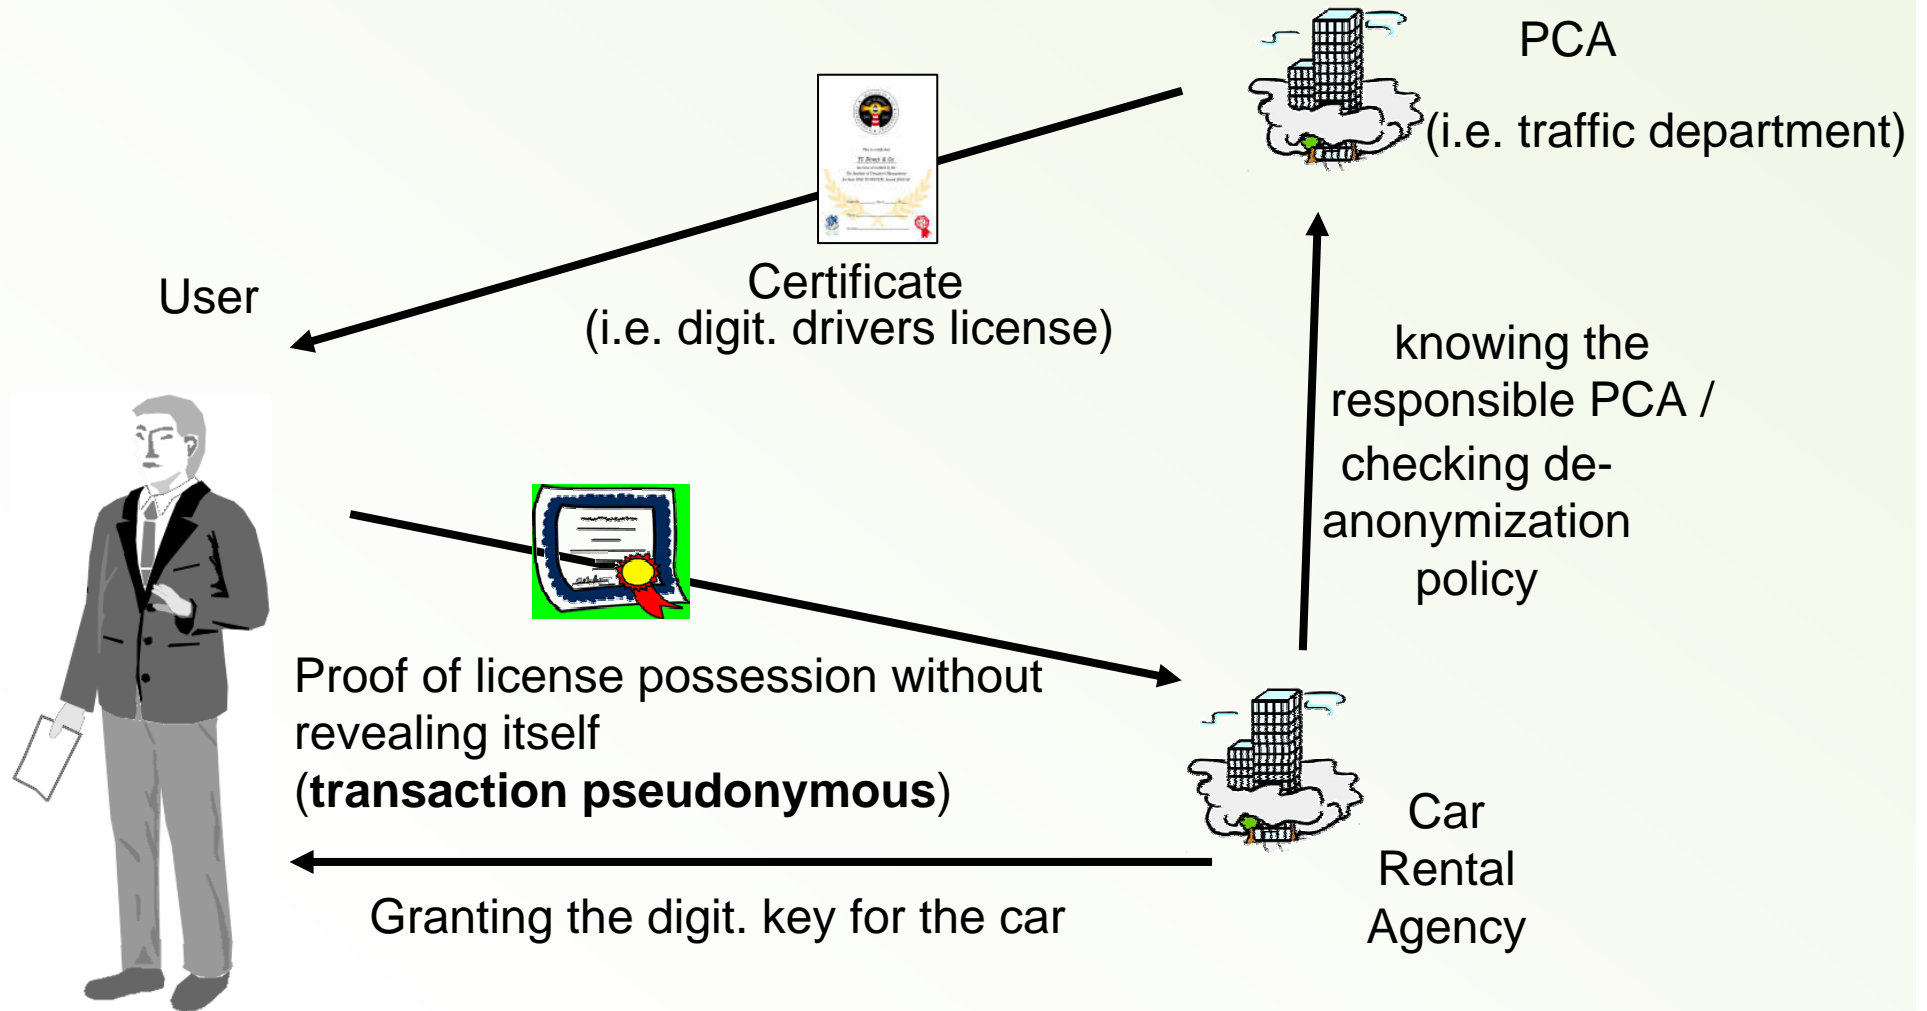 PCA
(i.e. traffic department)
User
Certificate
(i.e. digit. drivers license)
knowing the
responsible PCA /
checking de-
anonymization
policy
Proof of license possession without
revealing itself
(transaction pseudonymous)
Car
Rental
Agency
Granting the digit. key for the car